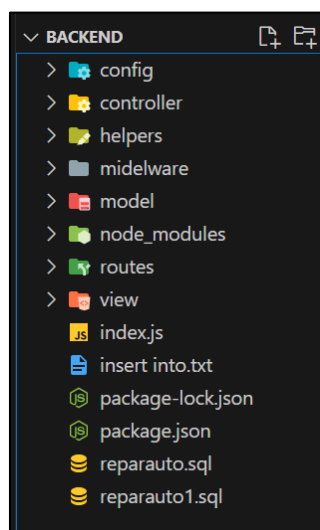 BACKEND
config
controller
helpers
midelware
model
node_modules
routes
view
JS index.js
insert into.txt
package-lock.json
package.json
reparauto.sql
reparauto1.sql